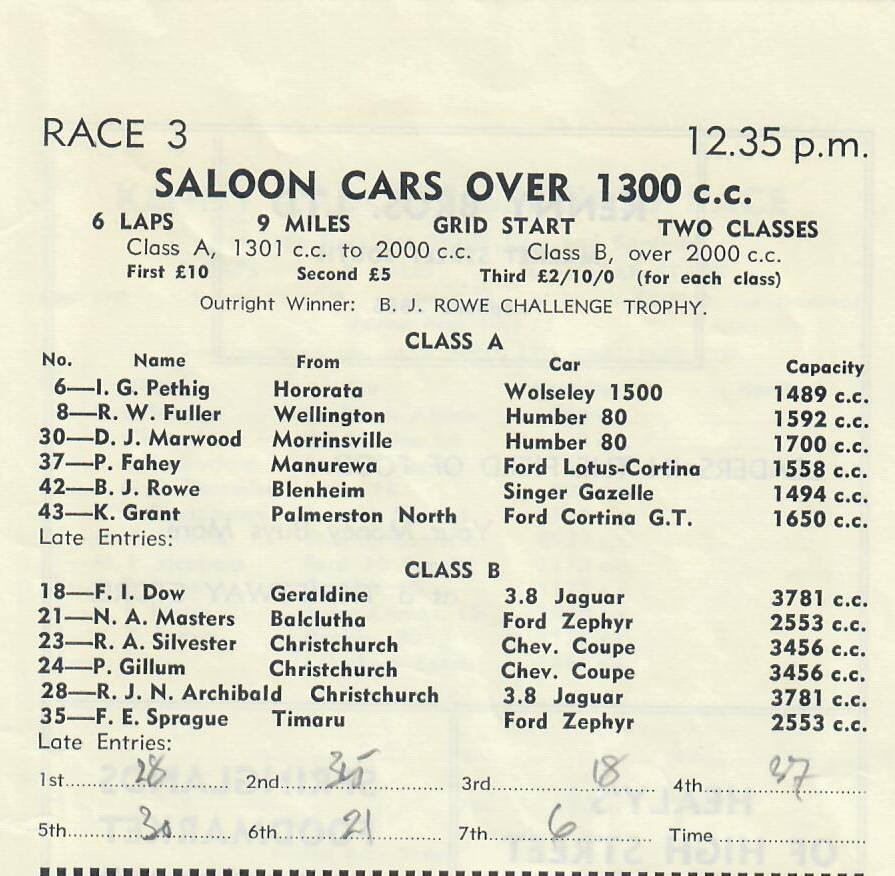 RACE 3 12.35 p.m.
SALOON CARS OVER 1300 c.c.
6 LAPS 9 MILES GRID START TWO CLASSES
Class A, 1301 c.c. to 2000 c.c. Class B, over 2000 c.c.
First £10 Second £5 Third £2/10/0 (for each class)
Outright Winner: B. J. ROWE CHALLENGE TROPHY.
CLASS A
No. Name From Car Capacity
6—I. G. Pethig Hororata Wolseley 1500 1489 c.c.
8—R. W. Fuller Wellington Humber 80 1592 c.c.
30—D. J. Marwood Morrinsville Humber 80 1700 c.c.
37—P. Fahey Manurewa Ford Lotus-Cortina 1558 c.c.
42—B. J. Rowe Blenheim Singer Gazelle 1494 c.c.
43—K. Grant Palmerston North Ford Cortina G.T. 1650 c.c.
Late Entries:
CLASS B
18—F. I. Dow Geraldine 3.8 Jaguar 3781 c.c.
21—N. A. Masters Balclutha Ford Zephyr 2553 c.c.
23—R. A. Silvester Christchurch Chev. Coupe 3456 c.c.
24—P. Gillum Christchurch Chev. Coupe 3456 c.c.
28—R. J. N. Archibald Christchurch 3.8 Jaguar 3781 c.c.
35—F. E. Sprague Timaru Ford Zephyr 2553 c.c.
Late Entries:
1st 28 2nd 35 3rd 18 4th 37
5th 30 6th 21 7th 6 Time